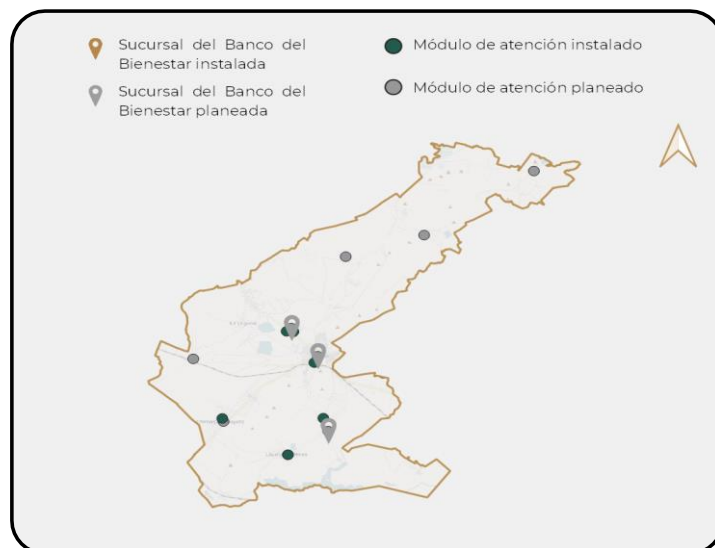 Sucursal del Banco del
Bienestar instalada
Sucursal del Banco del
Bienestar planeada
Módulo de atención instalado
Módulo de atención planeado